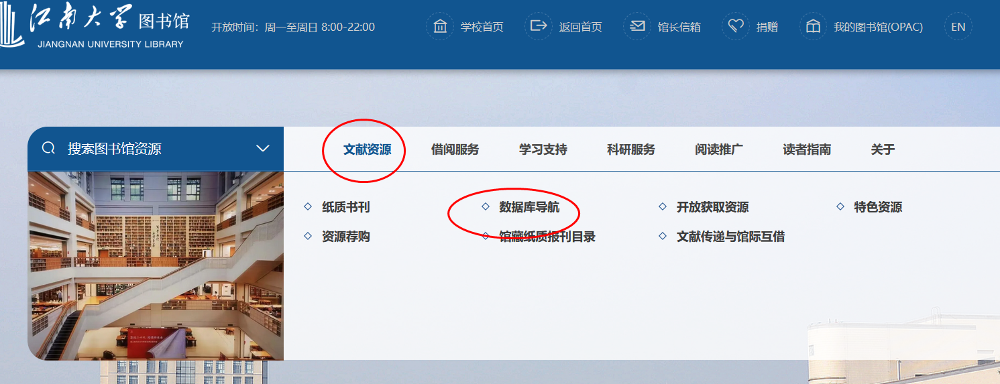 江南大学 图书馆
JIANGNAN UNIVERSITY LIBRARY
开放时间：周一至周日 8:00-22:00
学校首页
返回首页
馆长信箱
捐赠
我的图书馆(OPAC)
EN
搜索图书馆资源
文献资源
借阅服务
学习支持
科研服务
阅读推广
读者指南
关于
纸质书刊
数据库导航
开放获取资源
特色资源
资源荐购
馆藏纸质报刊目录
文献传递与馆际互借